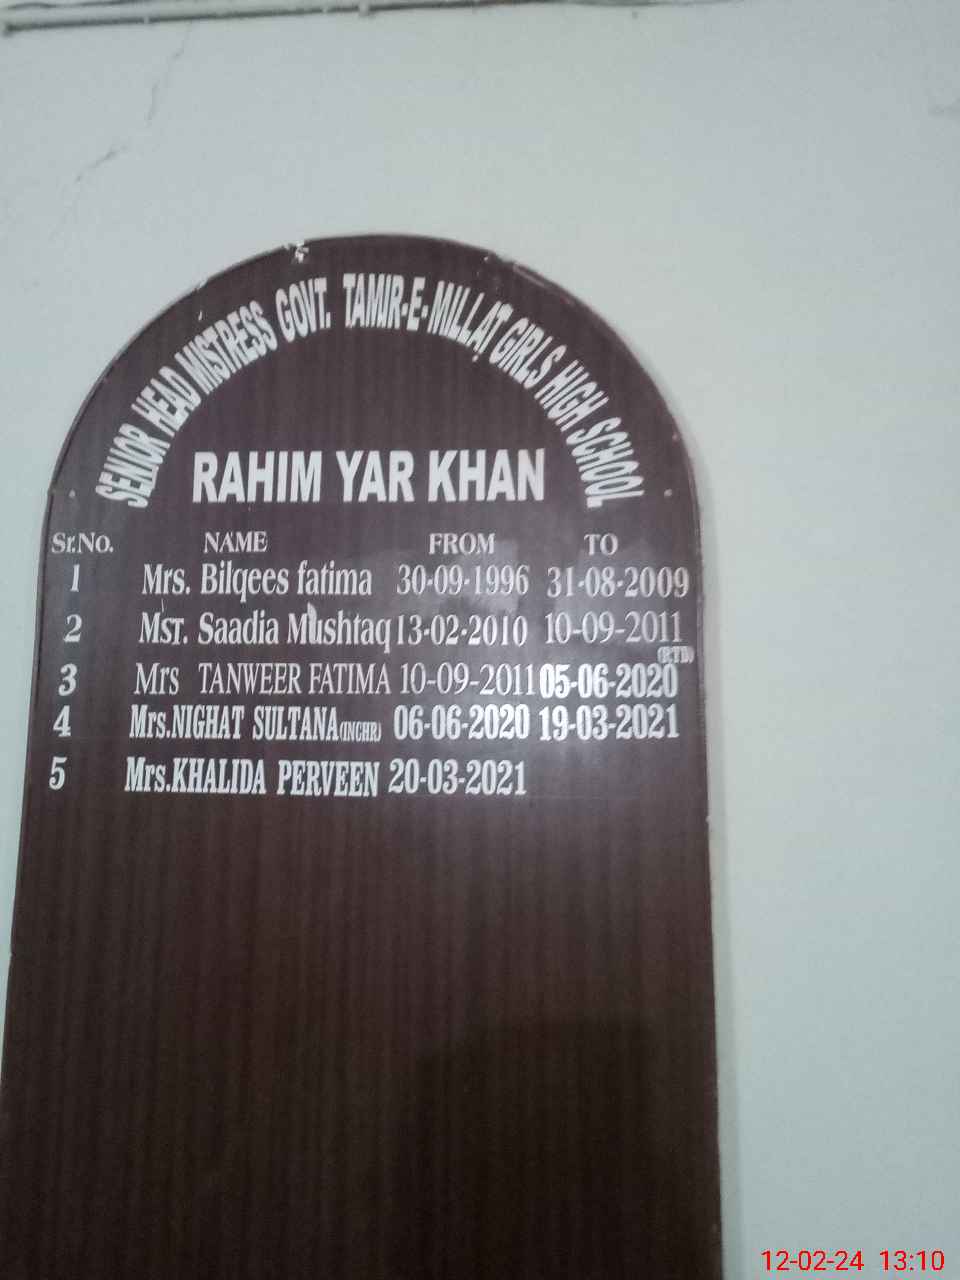 SENIOR HEAD MISTRESS GOVT. TAMIR-E-MILLAT GIRLS HIGH SCHOOL
RAHIM YAR KHAN
Sr.No. NAME FROM TO
1 Mrs. Bilqees fatima 30-09-1996 31-08-2009
2 MST. Saadia Mushtaq 13-02-2010 10-09-2011
(RTD)
3 Mrs TANWEER FATIMA 10-09-2011 05-06-2020
4 Mrs.NIGHAT SULTANA(INCHR) 06-06-2020 19-03-2021
5 Mrs.KHALIDA PERVEEN 20-03-2021
12-02-24 13:10